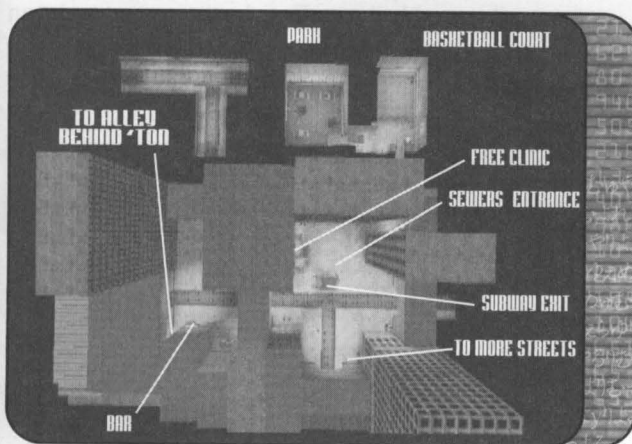 PARK
BASKETBALL COURT
TO ALLEY
BEHIND 'TON
FREE CLINIC
SEWERS ENTRANCE
SUBWAY EXIT
TO MORE STREETS
BAR